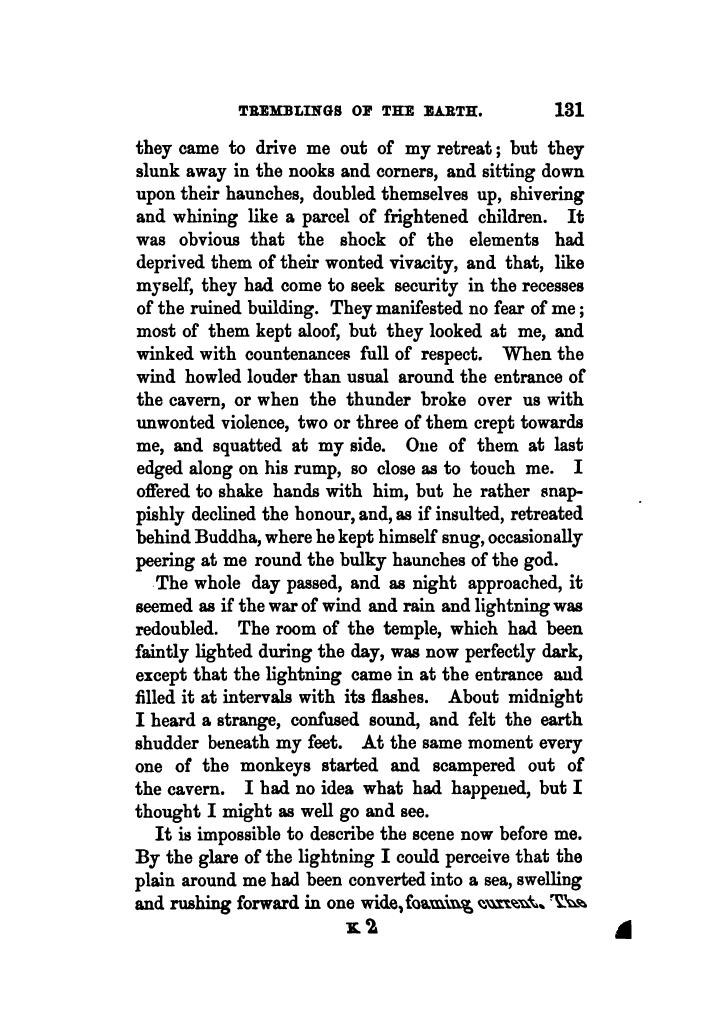 TREMBLINGS OF THE EARTH. 131
they came to drive me out of my retreat; but they
slunk away in the nooks and corners, and sitting down
upon their haunches, doubled themselves up, shivering
and whining like a parcel of frightened children. It
was obvious that the shock of the elements had
deprived them of their wonted vivacity, and that, like
myself, they had come to seek security in the recesses
of the ruined building. They manifested no fear of me;
most of them kept aloof, but they looked at me, and
winked with countenances full of respect. When the
wind howled louder than usual around the entrance of
the cavern, or when the thunder broke over us with
unwonted violence, two or three of them crept towards
me, and squatted at my side. One of them at last
edged along on his rump, so close as to touch me. I
offered to shake hands with him, but he rather snap-
pishly declined the honour, and, as if insulted, retreated
behind Buddha, where he kept himself snug, occasionally
peering at me round the bulky haunches of the god.
The whole day passed, and as night approached, it
seemed as if the war of wind and rain and lightning was
redoubled. The room of the temple, which had been
faintly lighted during the day, was now perfectly dark,
except that the lightning came in at the entrance and
filled it at intervals with its flashes. About midnight
I heard a strange, confused sound, and felt the earth
shudder beneath my feet. At the same moment every
one of the monkeys started and scampered out of
the cavern. I had no idea what had happened, but I
thought I might as well go and see.
It is impossible to describe the scene now before me.
By the glare of the lightning I could perceive that the
plain around me had been converted into a sea, swelling
and rushing forward in one wide, foaming current. The
K 2